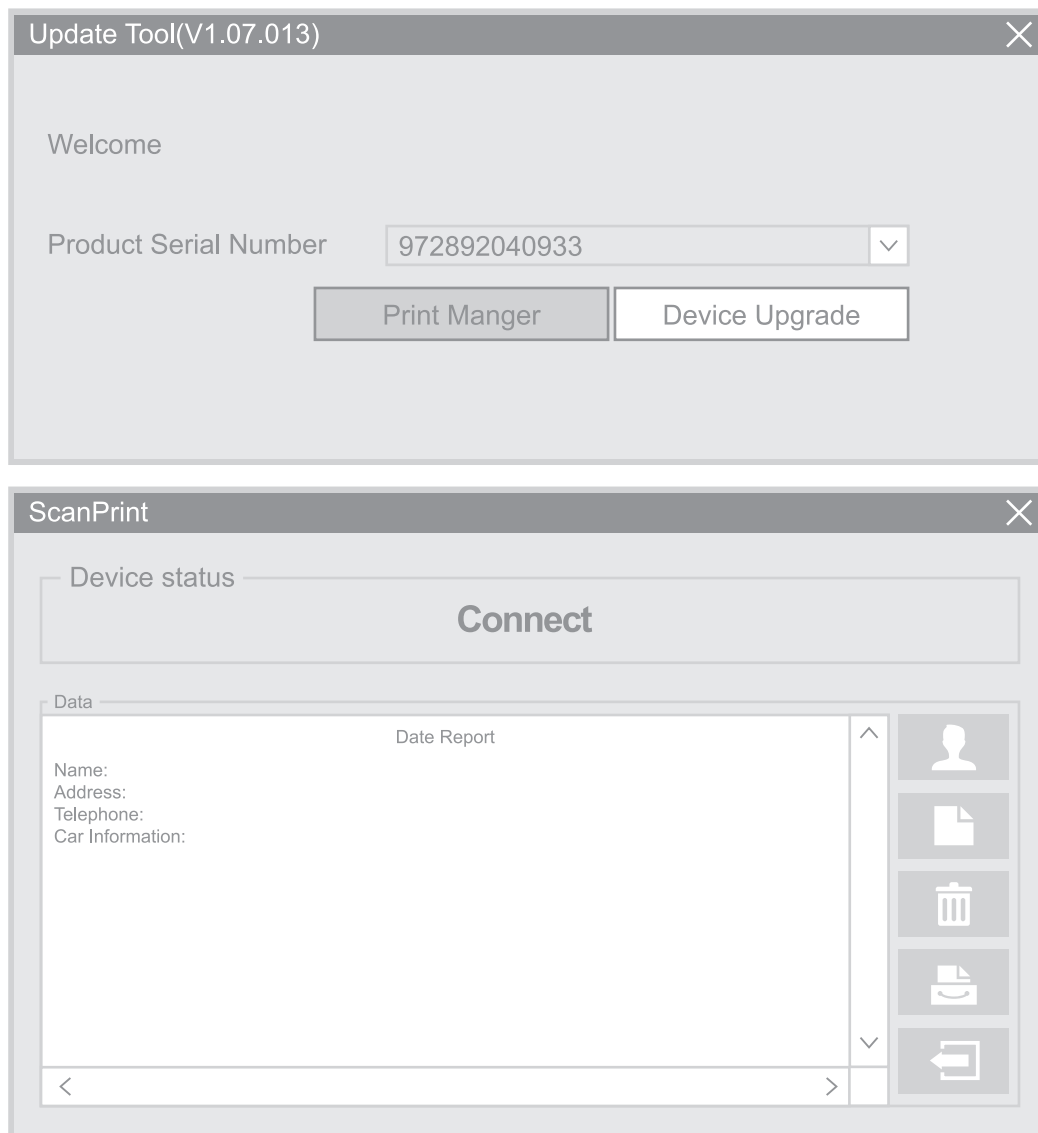 Update Tool(V1.07.013)
Welcome
Product Serial Number
972892040933
Print Manger
Device Upgrade
ScanPrint
Device status
Connect
Data
Date Report
Name:
Address:
Telephone:
Car Information: